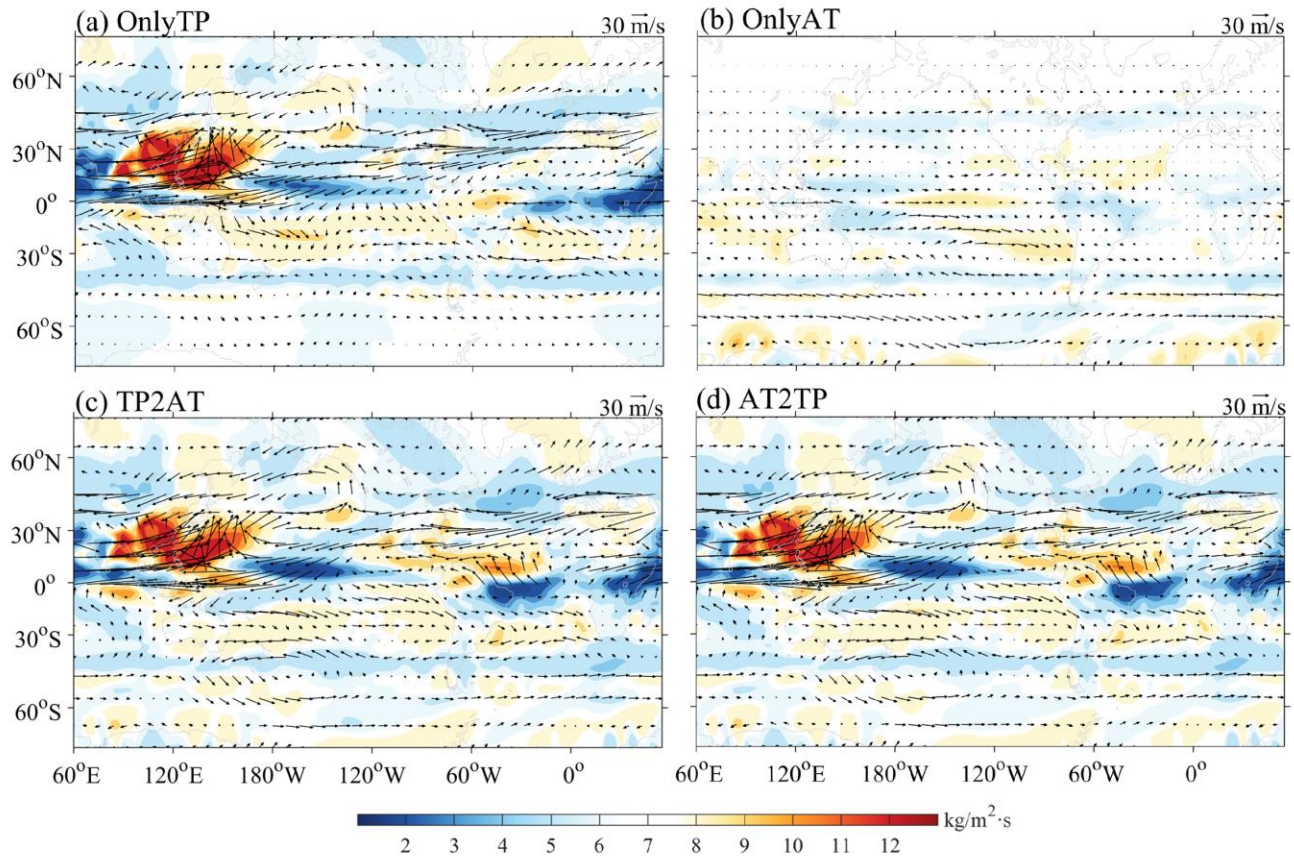 (a) OnlyTP
30 m/s
(b) OnlyAT
30 m/s
60°N
30°N
0°
30°S
60°S
(c) TP2AT
30 m/s
(d) AT2TP
30 m/s
60°N
30°N
0°
30°S
60°S
60°E 120°E 180°W 120°W 60°W 0°
60°E 120°E 180°W 120°W 60°W 0°
kg/m²·s
2 3 4 5 6 7 8 9 10 11 12